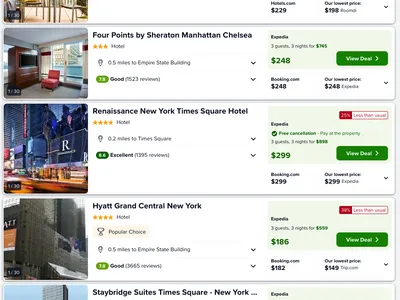 Hotels.com
$229
Our lowest price:
$198 Roomdi
1 / 30
Four Points by Sheraton Manhattan Chelsea
Hotel
0.5 miles to Empire State Building
7.8 Good (1523 reviews)
1 / 30
Expedia
3 guests, 3 nights for $745
$248
View Deal
Booking.com
$248
Our lowest price:
$248 Expedia
Renaissance New York Times Square Hotel
Hotel
0.2 miles to Times Square
8.6 Excellent (1395 reviews)
1 / 30
25% Less than usual
Expedia
Free cancellation - Pay at the property
3 guests, 3 nights for $898
$299
View Deal
Booking.com
$299
Our lowest price:
$299 Expedia
Hyatt Grand Central New York
Hotel
Popular Choice
0.5 miles to Empire State Building
7.8 Good (3665 reviews)
1 / 30
38% Less than usual
Expedia
3 guests, 3 nights for $559
$186
View Deal
Booking.com
$182
Our lowest price:
$149 Trip.com
Staybridge Suites Times Square - New York ...
Expedia